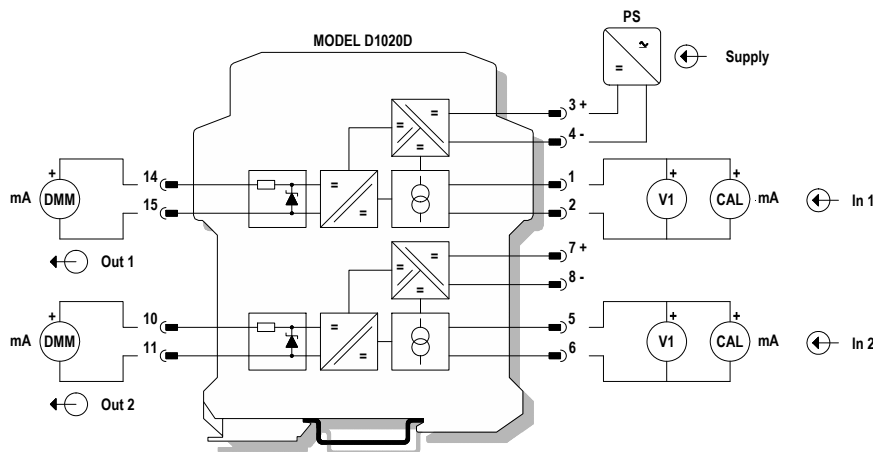 PS
MODEL D1020D
Supply
3 +
4 -
14
1
mA
+
DMM
+
V1
+
CAL
mA
In 1
15
2
Out 1
7 +
8 -
10
5
mA
+
DMM
+
V1
+
CAL
mA
In 2
11
6
Out 2